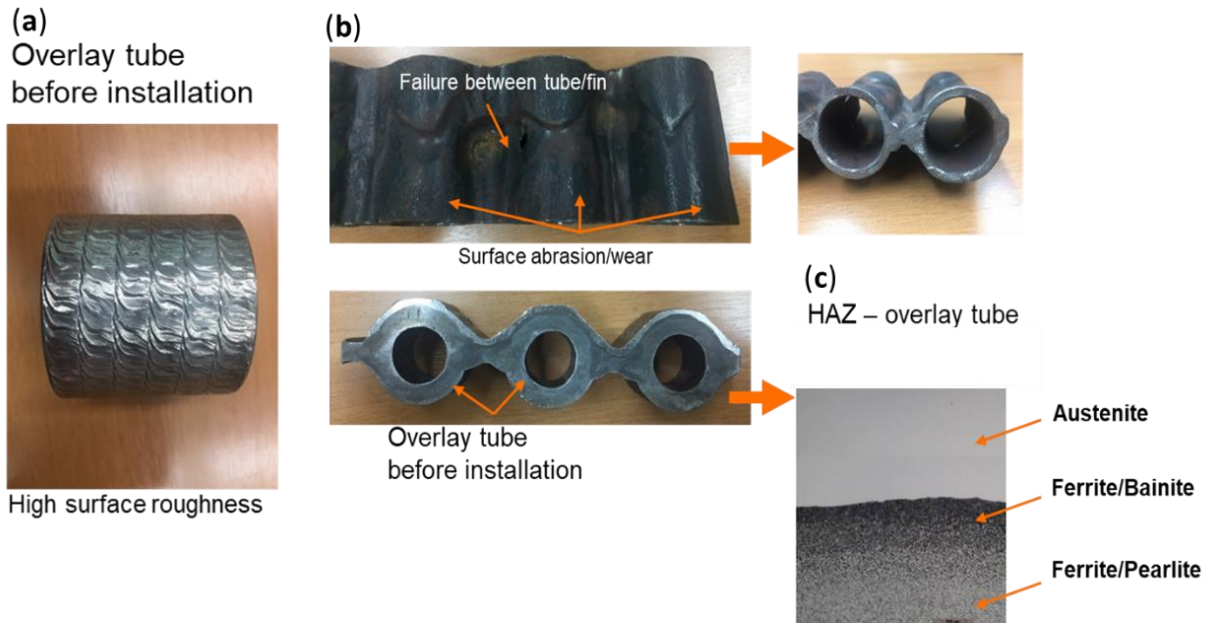 (a)
Overlay tube
before installation
High surface roughness
(b)
Failure between tube/fin
Surface abrasion/wear
Overlay tube
before installation
(c)
HAZ – overlay tube
Austenite
Ferrite/Bainite
Ferrite/Pearlite